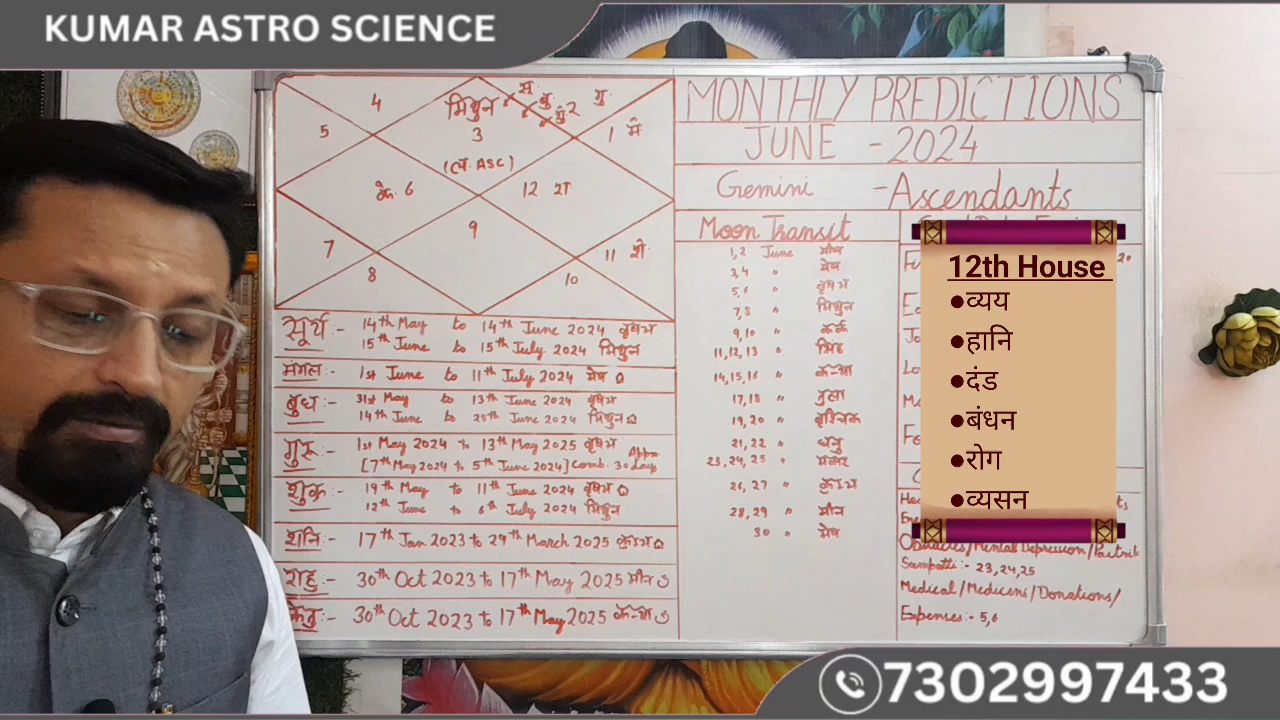 KUMAR ASTRO SCIENCE
4
मिथुन
सू.
बु.
शु. 2
गु.
5
3
1 मं.
(ल. ASC)
के. 6
12 रा.
9
7
11 श.
8
10
सूर्य :- 14th May to 14th June 2024 वृषभ
15th June to 15th July 2024 मिथुन
मंगल:- 1st June to 11th July 2024 मेष
बुध :- 31st May to 13th June 2024 वृषभ
14th June to 28th June 2024 मिथुन
गुरू :- 1st May 2024 to 13th May 2025 वृषभ
[7th May 2024 to 5th June 2024] Comb. 30 days
शुक्र :- 19th May to 11th June 2024 वृषभ
12th June to 6th July 2024 मिथुन
शनि:- 17th Jan 2023 to 29th March 2025 कुंभ
राहु :- 30th Oct 2023 to 17th May 2025 मीन
केतु :- 30th Oct 2023 to 17th May 2025 कन्या
MONTHLY PREDICTIONS
JUNE - 2024
Gemini - Ascendants
Moon Transit
1,2 June मीन
3,4 " मेष
5,6 " वृषभ
7,8 " मिथुन
9,10 " कर्क
11,12,13 " सिंह
14,15,16 " कन्या
17,18 " तुला
19,20 " वृश्चिक
21,22 " धनु
23,24,25 " मकर
26,27 " कुंभ
28,29 " मीन
30 " मेष
12th House
●व्यय
●हानि
●दंड
●बंधन
●रोग
●व्यसन
Obstacles/Mental Depression/Paitrik
Sampatti :- 23,24,25
Medical/Medicens/Donations/
Expenses :- 5,6
7302997433